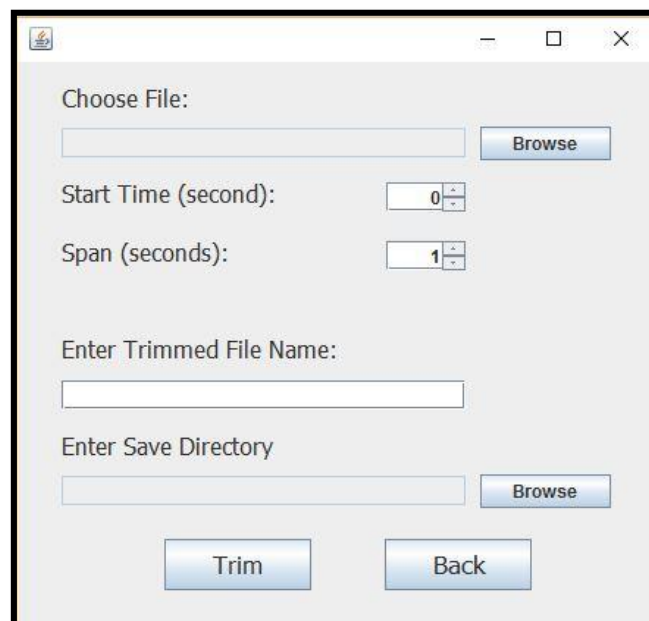 Choose File:
Browse
Start Time (second): 0
Span (seconds): 1
Enter Trimmed File Name:
Enter Save Directory
Browse
Trim Back